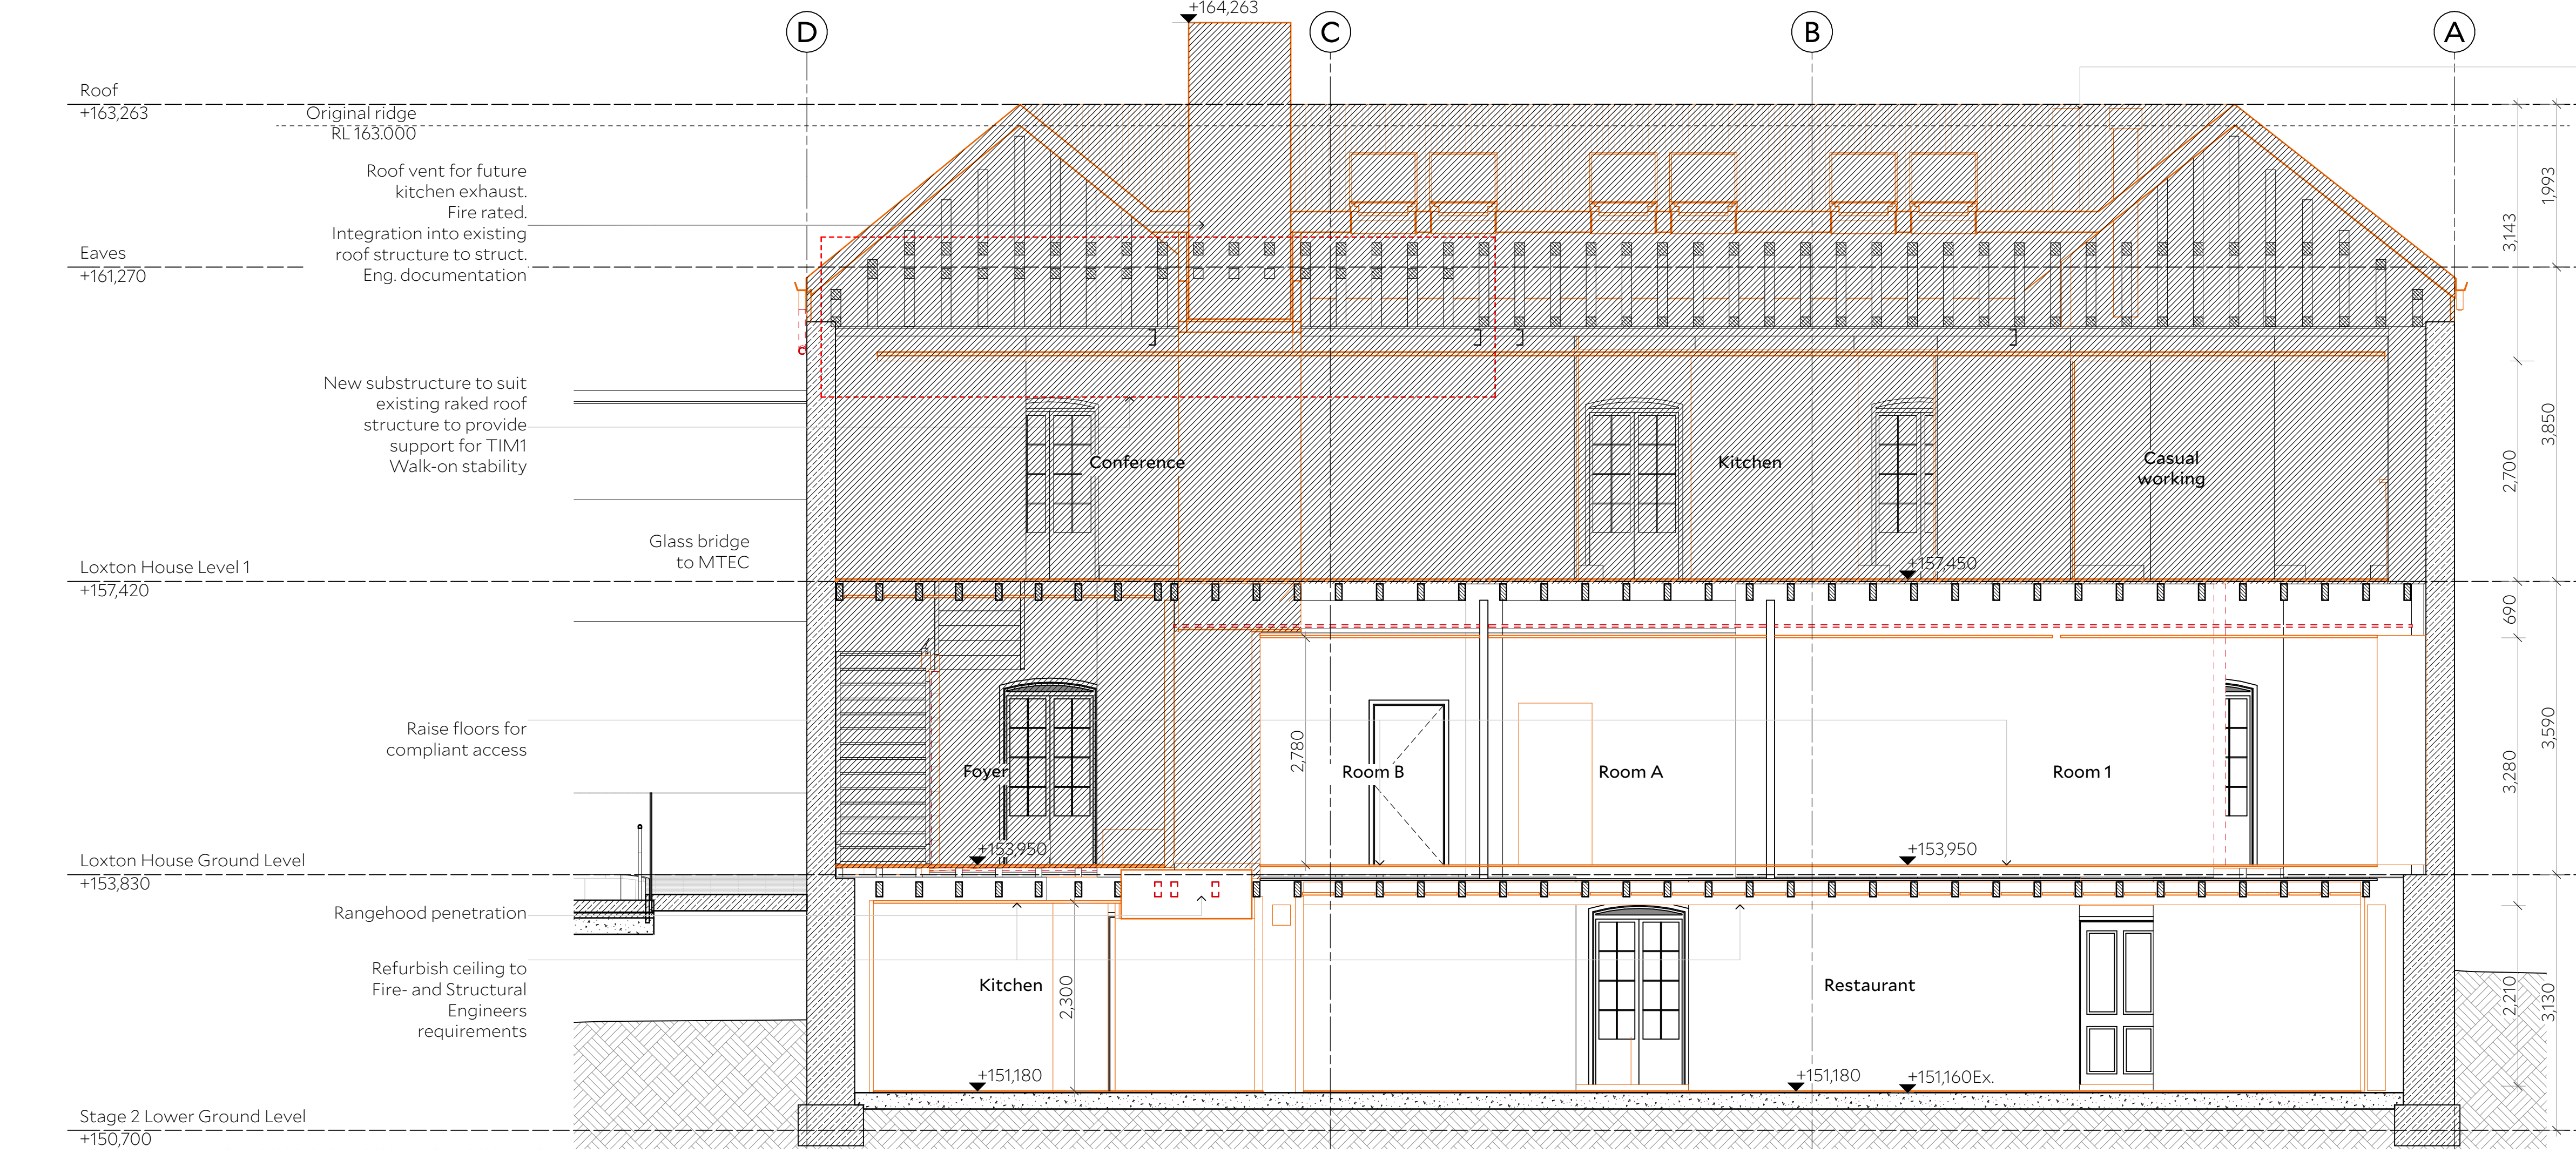 +164,263
D
C
B
A
Roof
+163,263
Original ridge
RL 163.000
Roof vent for future
kitchen exhaust.
Fire rated.
Integration into existing
roof structure to struct.
Eng. documentation
Eaves
+161,270
1,993
3,143
New substructure to suit
existing raked roof
structure to provide
support for TIM1
Walk-on stability
Conference
Kitchen
Casual
working
3,850
2,700
Glass bridge
to MTEC
Loxton House Level 1
+157,420
+157,450
690
Raise floors for
compliant access
2,780
Foyer
Room B
Room A
Room 1
3,590
3,280
+153,950
+153,950
Loxton House Ground Level
+153,830
Rangehood penetration
Refurbish ceiling to
Fire- and Structural
Engineers
requirements
Kitchen
2,300
Restaurant
2,210
3,130
+151,180
+151,180
+151,160Ex.
Stage 2 Lower Ground Level
+150,700